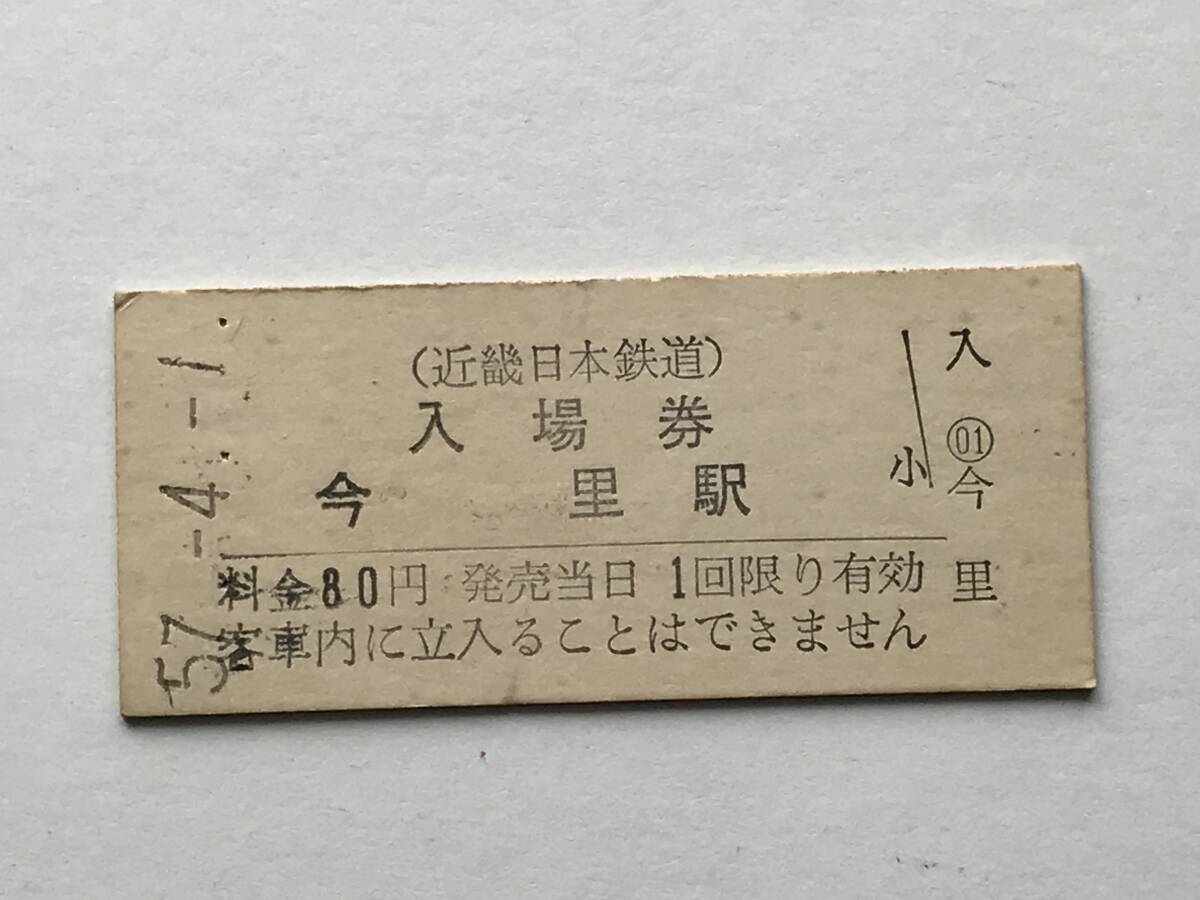 57.-4.-1.
(近畿日本鉄道)
入場券
今里駅
料金80円 発売当日 1回限り有効
客車内に立入ることはできません
小
入
01
今
里